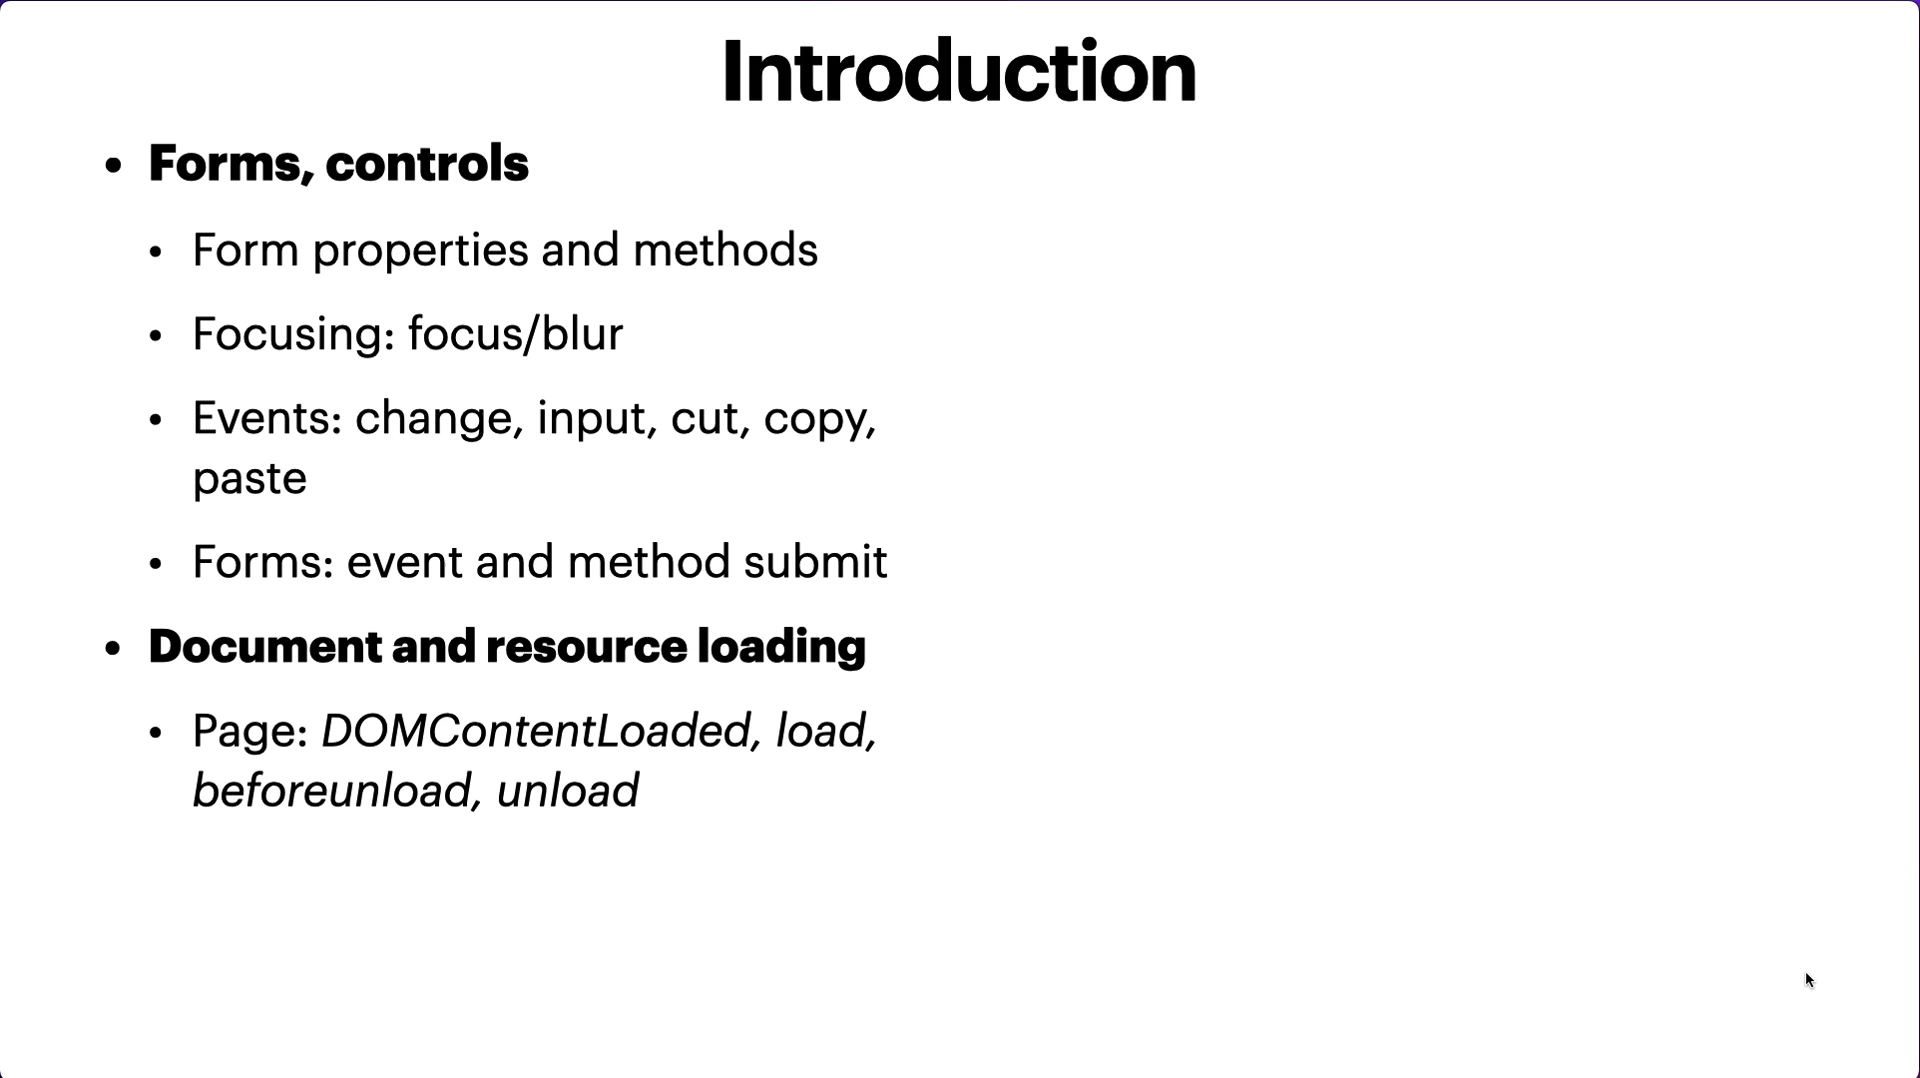 Introduction
• Forms, controls
• Form properties and methods
• Focusing: focus/blur
• Events: change, input, cut, copy,
paste
• Forms: event and method submit
• Document and resource loading
• Page: DOMContentLoaded, load,
beforeunload, unload